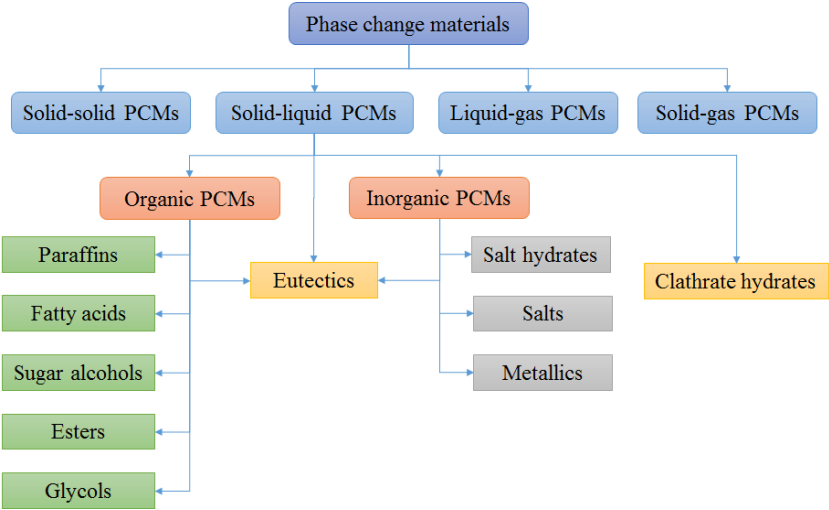 Phase change materials
Solid-solid PCMs
Solid-liquid PCMs
Liquid-gas PCMs
Solid-gas PCMs
Organic PCMs
Inorganic PCMs
Paraffins
Eutectics
Salt hydrates
Clathrate hydrates
Fatty acids
Salts
Sugar alcohols
Metallics
Esters
Glycols